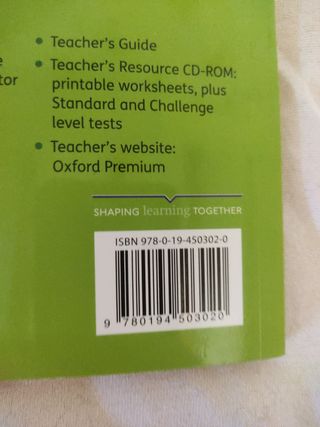 e
tor
• Teacher's Guide
• Teacher's Resource CD-ROM:
printable worksheets, plus
Standard and Challenge
level tests
• Teacher's website:
Oxford Premium
SHAPING learning TOGETHER
ISBN 978-0-19-450302-0
9 780194 503020